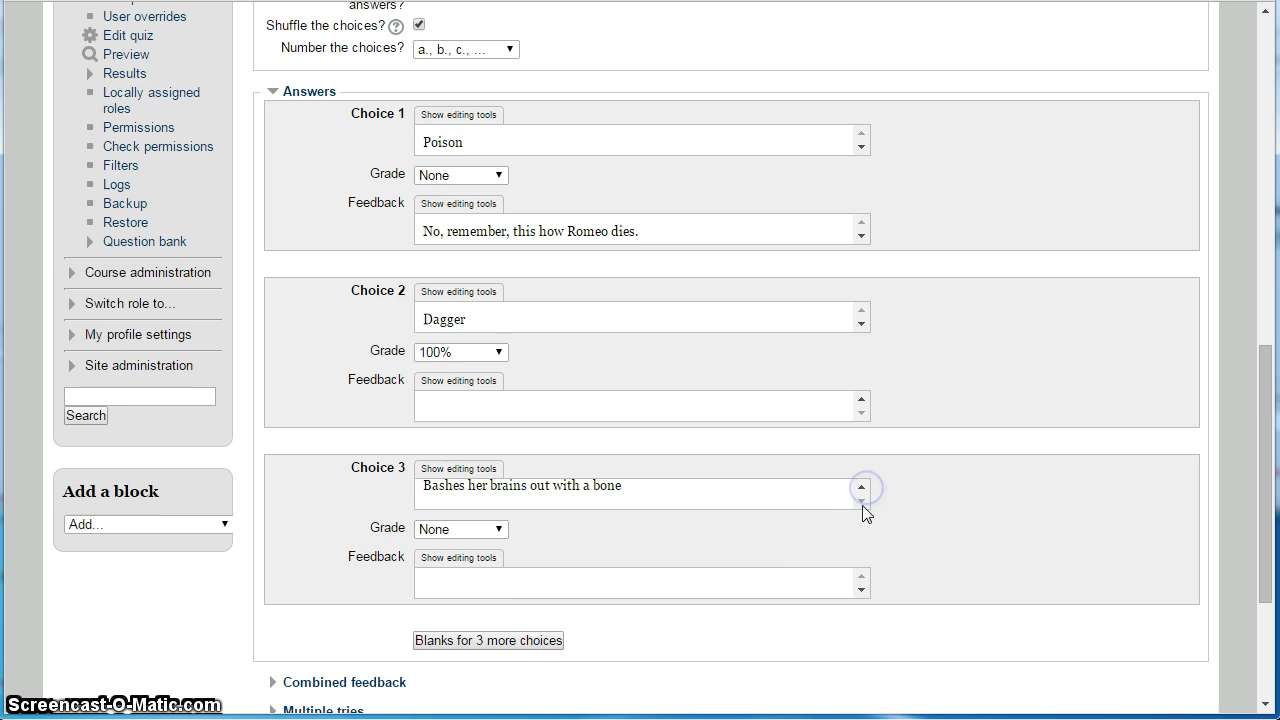 User overrides
Edit quiz
Preview
Results
Locally assigned
roles
Permissions
Check permissions
Filters
Logs
Backup
Restore
Question bank
Course administration
Switch role to...
My profile settings
Site administration
Search
Add a block
Add...
answers?
Shuffle the choices?
Number the choices? a., b., c., ...
Answers
Choice 1 Show editing tools
Poison
Grade None
Feedback Show editing tools
No, remember, this how Romeo dies.
Choice 2 Show editing tools
Dagger
Grade 100%
Feedback Show editing tools
Choice 3 Show editing tools
Bashes her brains out with a bone
Grade None
Feedback Show editing tools
Blanks for 3 more choices
Combined feedback
Multiple tries
Screencast-O-Matic.com